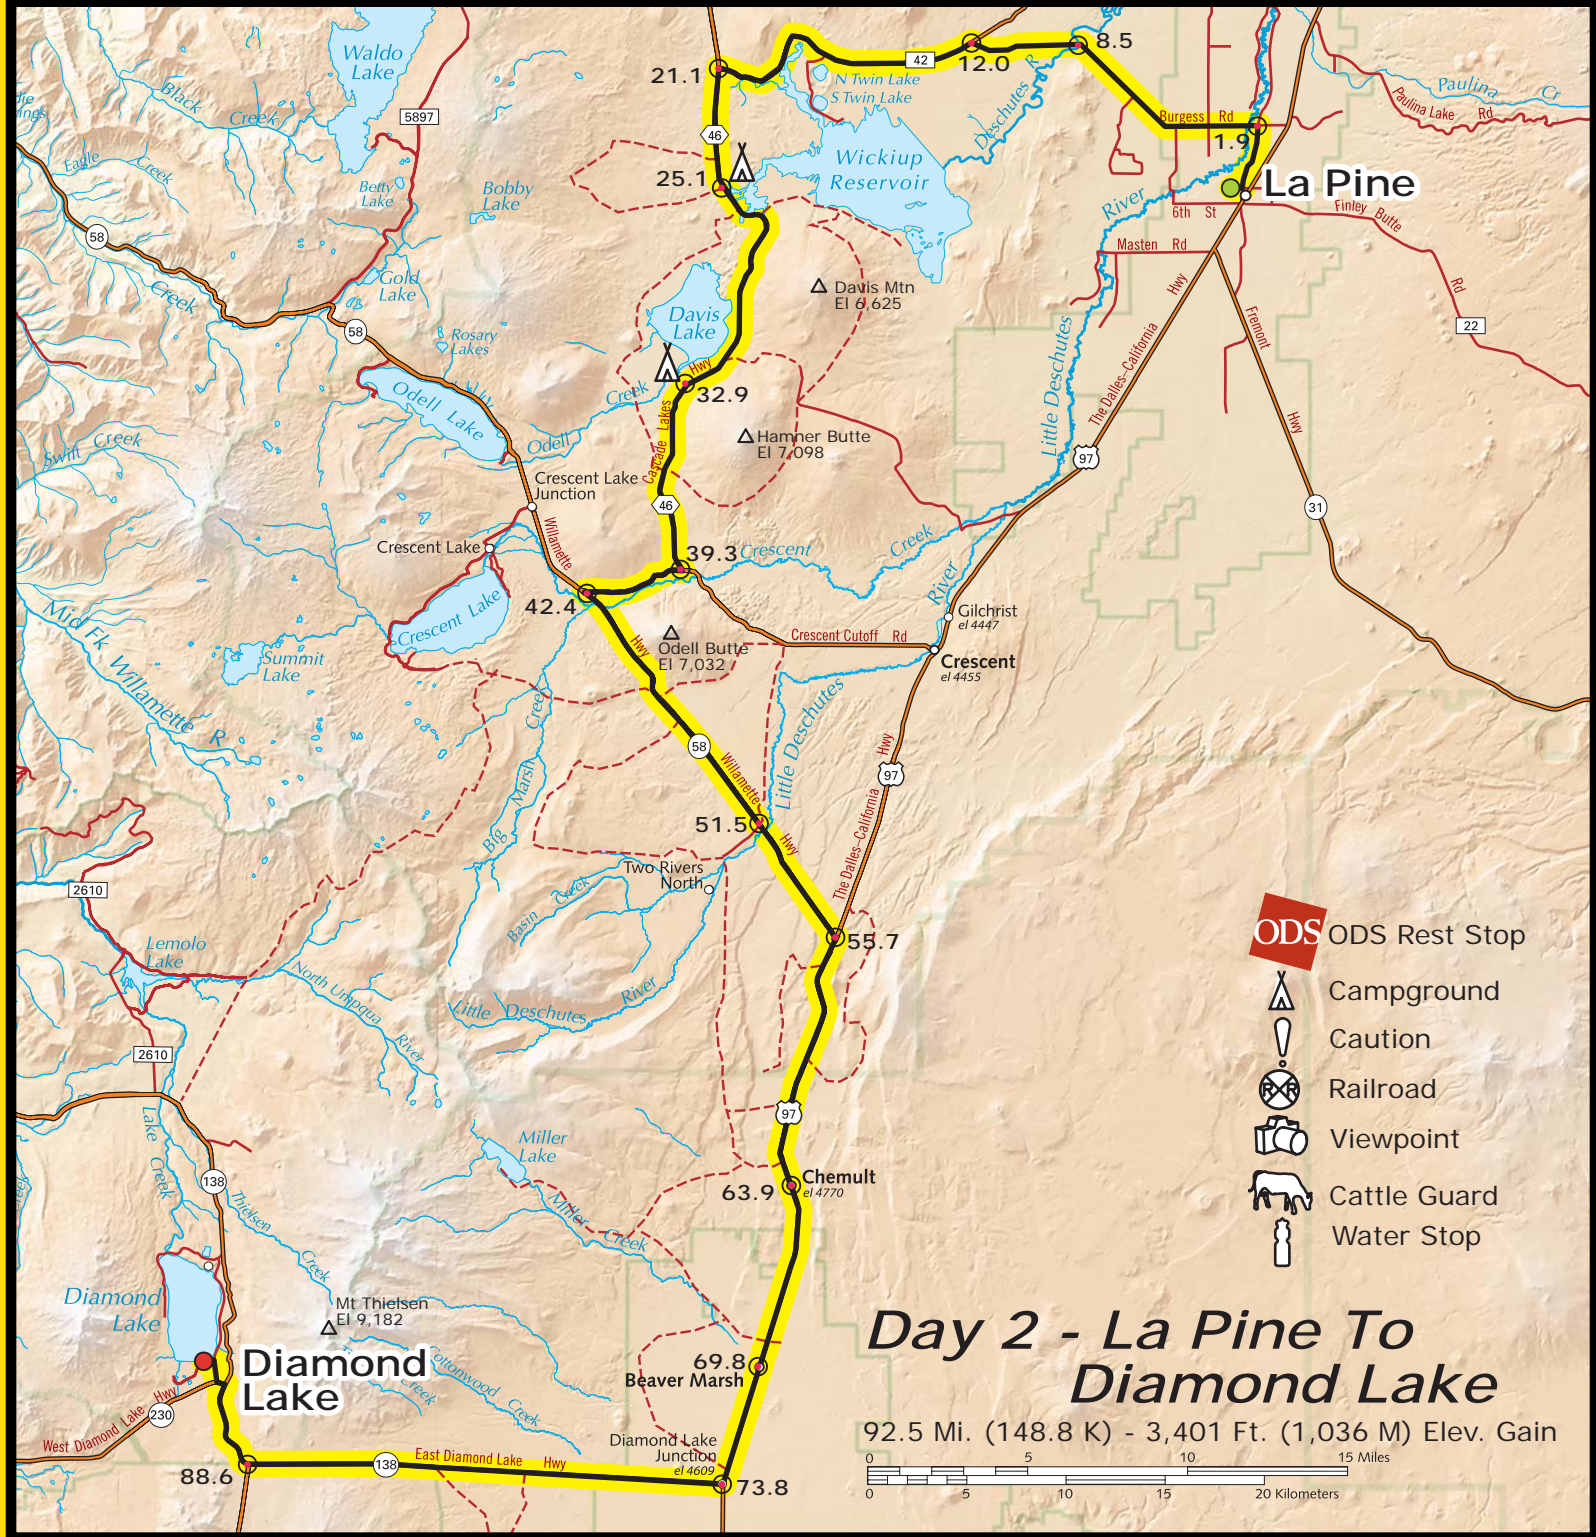 Waldo
Lake
Black
Creek
5897
Eagle
Creek
Betty
Lake
Bobby
Lake
58
Creek
Gold
Lake
58
Rosary
Lakes
Odell Lake
Swift Creek
Odell
Creek
Crescent Lake
Junction
Crescent Lake
Willamette
Crescent Lake
42.4
21.1
46
25.1
N Twin Lake
S Twin Lake
Wickiup
Reservoir
42
12.0
8.5
Deschutes R
Burgess Rd
1.9
La Pine
Paulina Cr
Paulina Lake Rd
River
6th St
Finley Butte
Rd
22
Masten Rd
Hwy
Fremont
Hwy
31
The Dalles-California
97
Little Deschutes
Davis Mtn
El 6,625
Davis
Lake
Hwy
32.9
Cascade Lakes
Hamner Butte
El 7,098
46
39.3
Crescent
Creek
River
Gilchrist
el 4447
Crescent Cutoff Rd
Crescent
el 4455
Odell Butte
El 7,032
Hwy
Mid Fk Willamette R
Summit
Lake
Creek
Marsh
Big
58
Willamette
Hwy
Little Deschutes
Hwy
97
The Dalles-California
51.5
Two Rivers
North
Basin Creek
55.7
Little Deschutes River
2610
Lemolo
Lake
North Umpqua River
2610
Lake Creek
138
Thielsen
Creek
Creek
Miller
Lake
Miller
Creek
97
63.9
Chemult
el 4770
Diamond
Lake
Mt Thielsen
El 9,182
Cottonwood
Creek
Creek
Diamond
Lake
West Diamond Lake Hwy
230
88.6
138
East Diamond Lake Hwy
69.8
Beaver Marsh
Diamond Lake
Junction
el 4609
73.8
ODS
ODS Rest Stop
Campground
Caution
R R
Railroad
Viewpoint
Cattle Guard
Water Stop
Day 2 - La Pine To
Diamond Lake
92.5 Mi. (148.8 K) - 3,401 Ft. (1,036 M) Elev. Gain
0 5 10 15 Miles
0 5 10 15 20 Kilometers